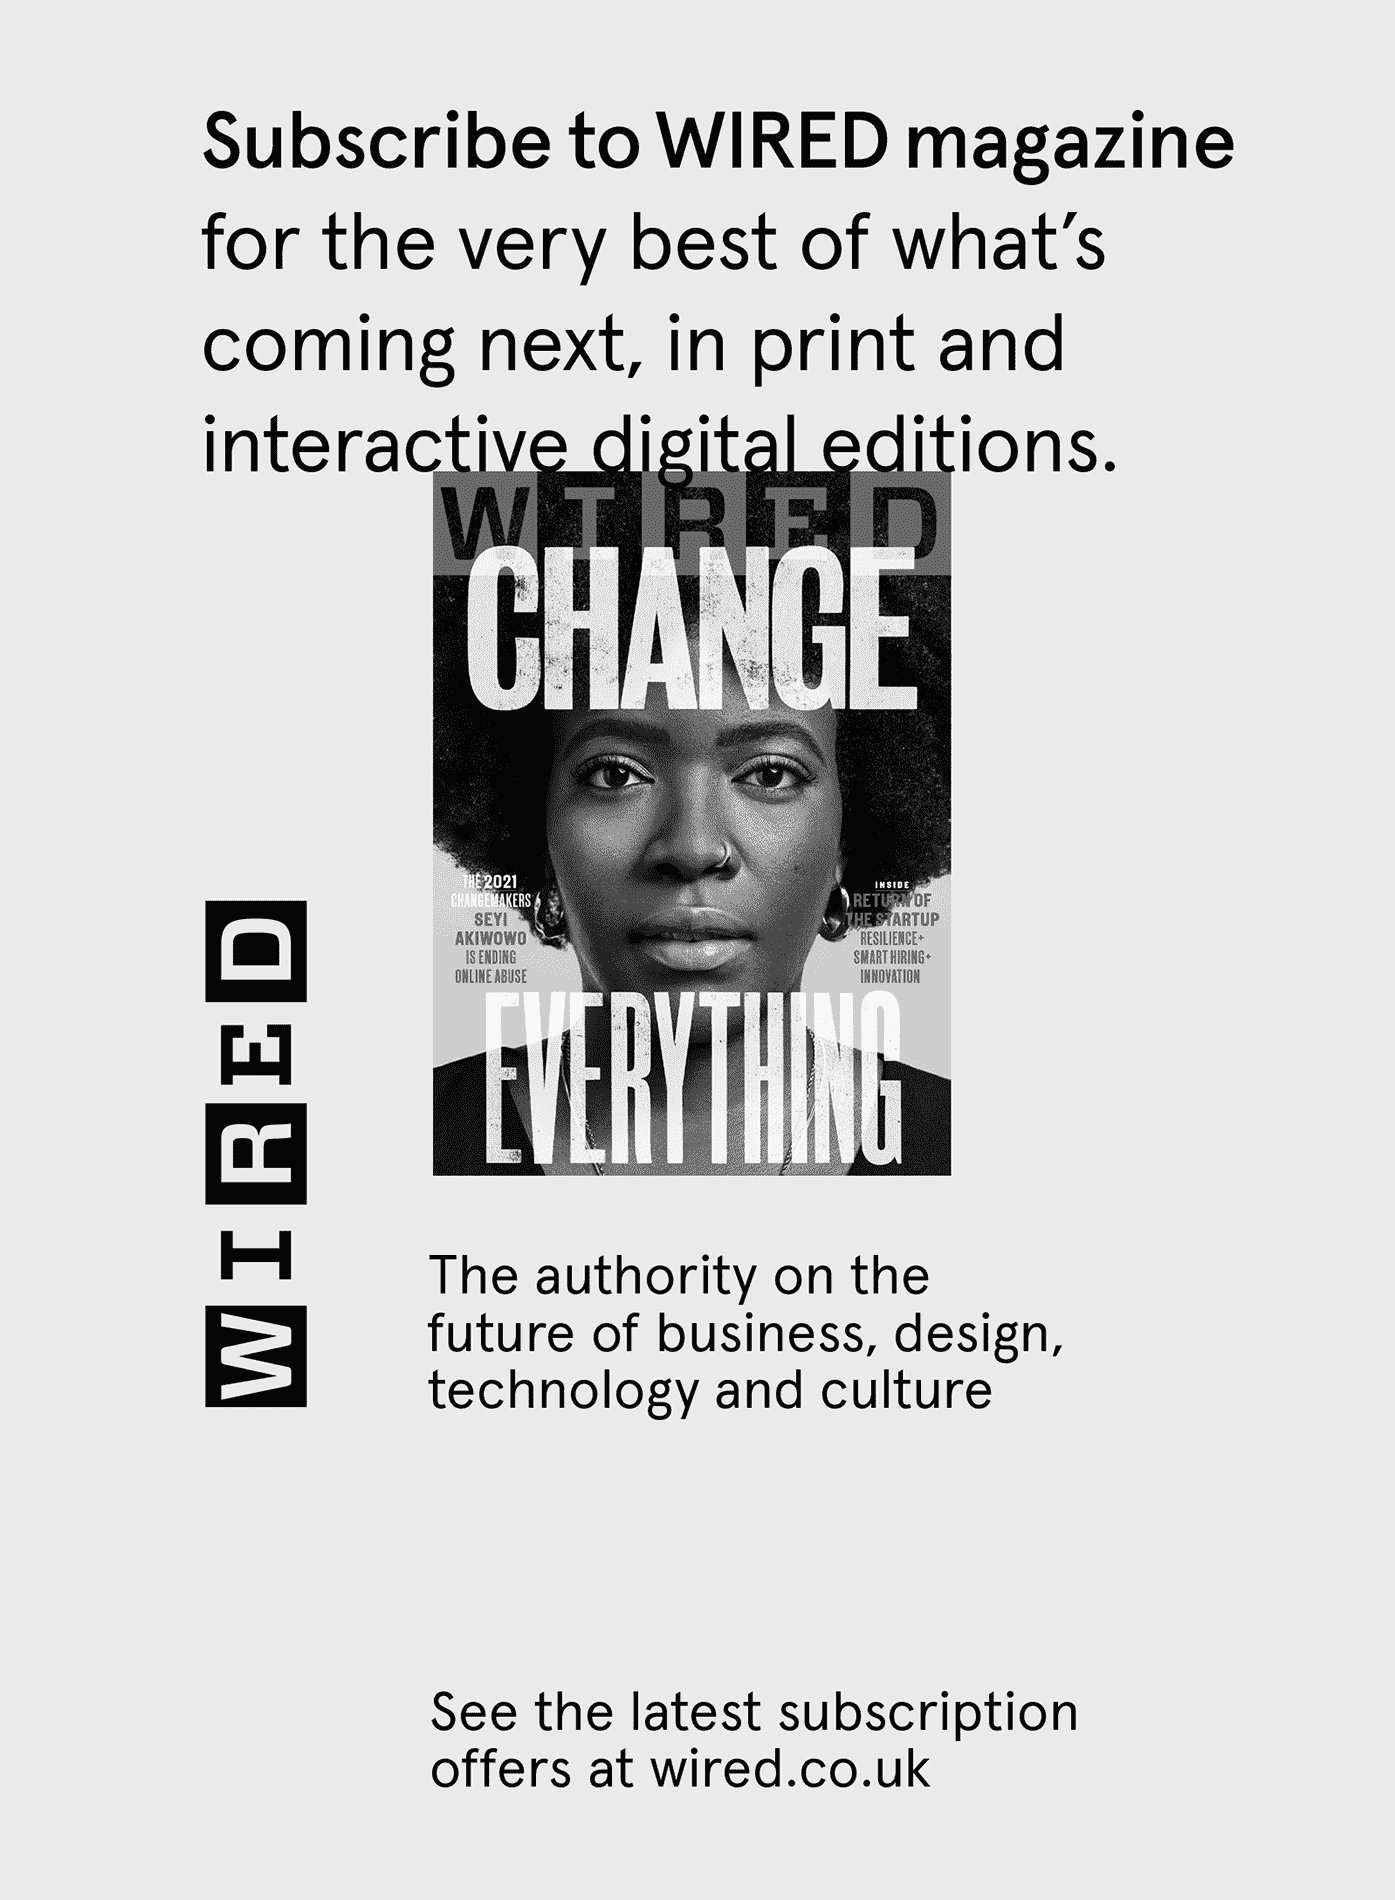 Subscribe to WIRED magazine
for the very best of what’s
coming next, in print and
interactive digital editions.
WIRED
CHANGE
THE 2021
CHANGEMAKERS
SEYI
AKIWOWO
IS ENDING
ONLINE ABUSE
INSIDE
RETURN OF
THE STARTUP
RESILIENCE+
SMART HIRING+
INNOVATION
EVERYTHING
WIRED
The authority on the
future of business, design,
technology and culture
See the latest subscription
offers at wired.co.uk